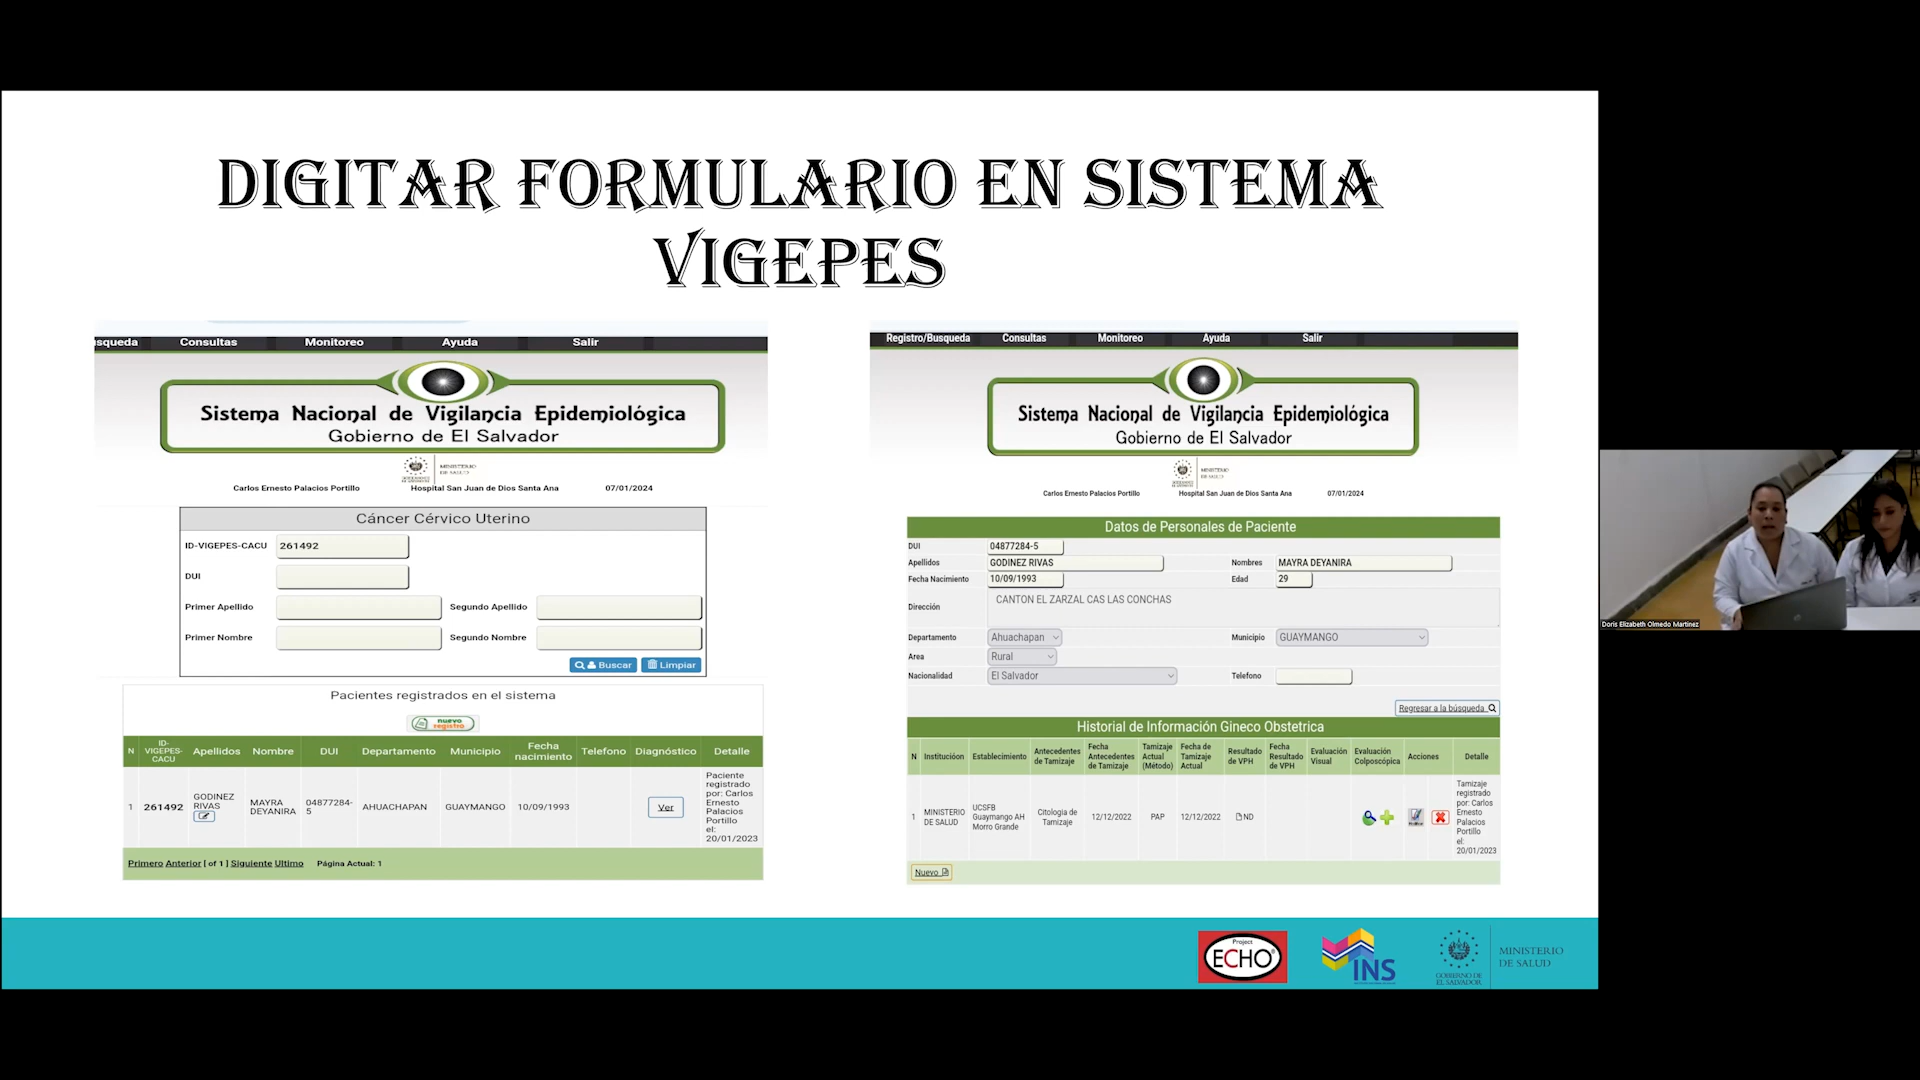 DIGITAR FORMULARIO EN SISTEMA
VIGEPES
squeda Consultas Monitoreo Ayuda Salir
Sistema Nacional de Vigilancia Epidemiológica
Gobierno de El Salvador
MINISTERIO
DE SALUD
Carlos Ernesto Palacios Portillo Hospital San Juan de Dios Santa Ana 07/01/2024
Cáncer Cérvico Uterino
ID-VIGEPES-CACU 261492
DUI
Primer Apellido Segundo Apellido
Primer Nombre Segundo Nombre
Buscar Limpiar
Pacientes registrados en el sistema
nuevo
registro
N ID-VIGEPES-CACU Apellidos Nombre DUI Departamento Municipio Fecha nacimiento Telefono Diagnóstico Detalle
1 261492 GODINEZ RIVAS MAYRA DEYANIRA 04877284-5 AHUACHAPAN GUAYMANGO 10/09/1993 Ver Paciente registrado por: Carlos Ernesto Palacios Portillo el: 20/01/2023
Primero Anterior [ of 1 ] Siguiente Ultimo Página Actual: 1
Registro/Busqueda Consultas Monitoreo Ayuda Salir
Sistema Nacional de Vigilancia Epidemiológica
Gobierno de El Salvador
MINISTERIO
DE SALUD
Carlos Ernesto Palacios Portillo Hospital San Juan de Dios Santa Ana 07/01/2024
Datos de Personales de Paciente
DUI 04877284-5
Apellidos GODINEZ RIVAS Nombres MAYRA DEYANIRA
Fecha Nacimiento 10/09/1993 Edad 29
Dirección CANTON EL ZARZAL CAS LAS CONCHAS
Departamento Ahuachapan Municipio GUAYMANGO
Area Rural
Nacionalidad El Salvador Telefono
Regresar a la búsqueda
Historial de Información Gineco Obstetrica
N Institución Establecimiento Antecedentes de Tamizaje Fecha Antecedentes de Tamizaje Tamizaje Actual (Método) Fecha de Tamizaje Actual Resultado de VPH Fecha Resultado de VPH Evaluación Visual Evaluación Colposcópica Acciones Detalle
1 MINISTERIO DE SALUD UCSFB Guaymango AH Morro Grande Citologia de Tamizaje 12/12/2022 PAP 12/12/2022 ND Tamizaje registrado por: Carlos Ernesto Palacios Portillo el: 20/01/2023
Nuevo
Doris Elizabeth Olmedo Martinez
Project
ECHO
INS
GOBIERNO DE
EL SALVADOR
MINISTERIO
DE SALUD